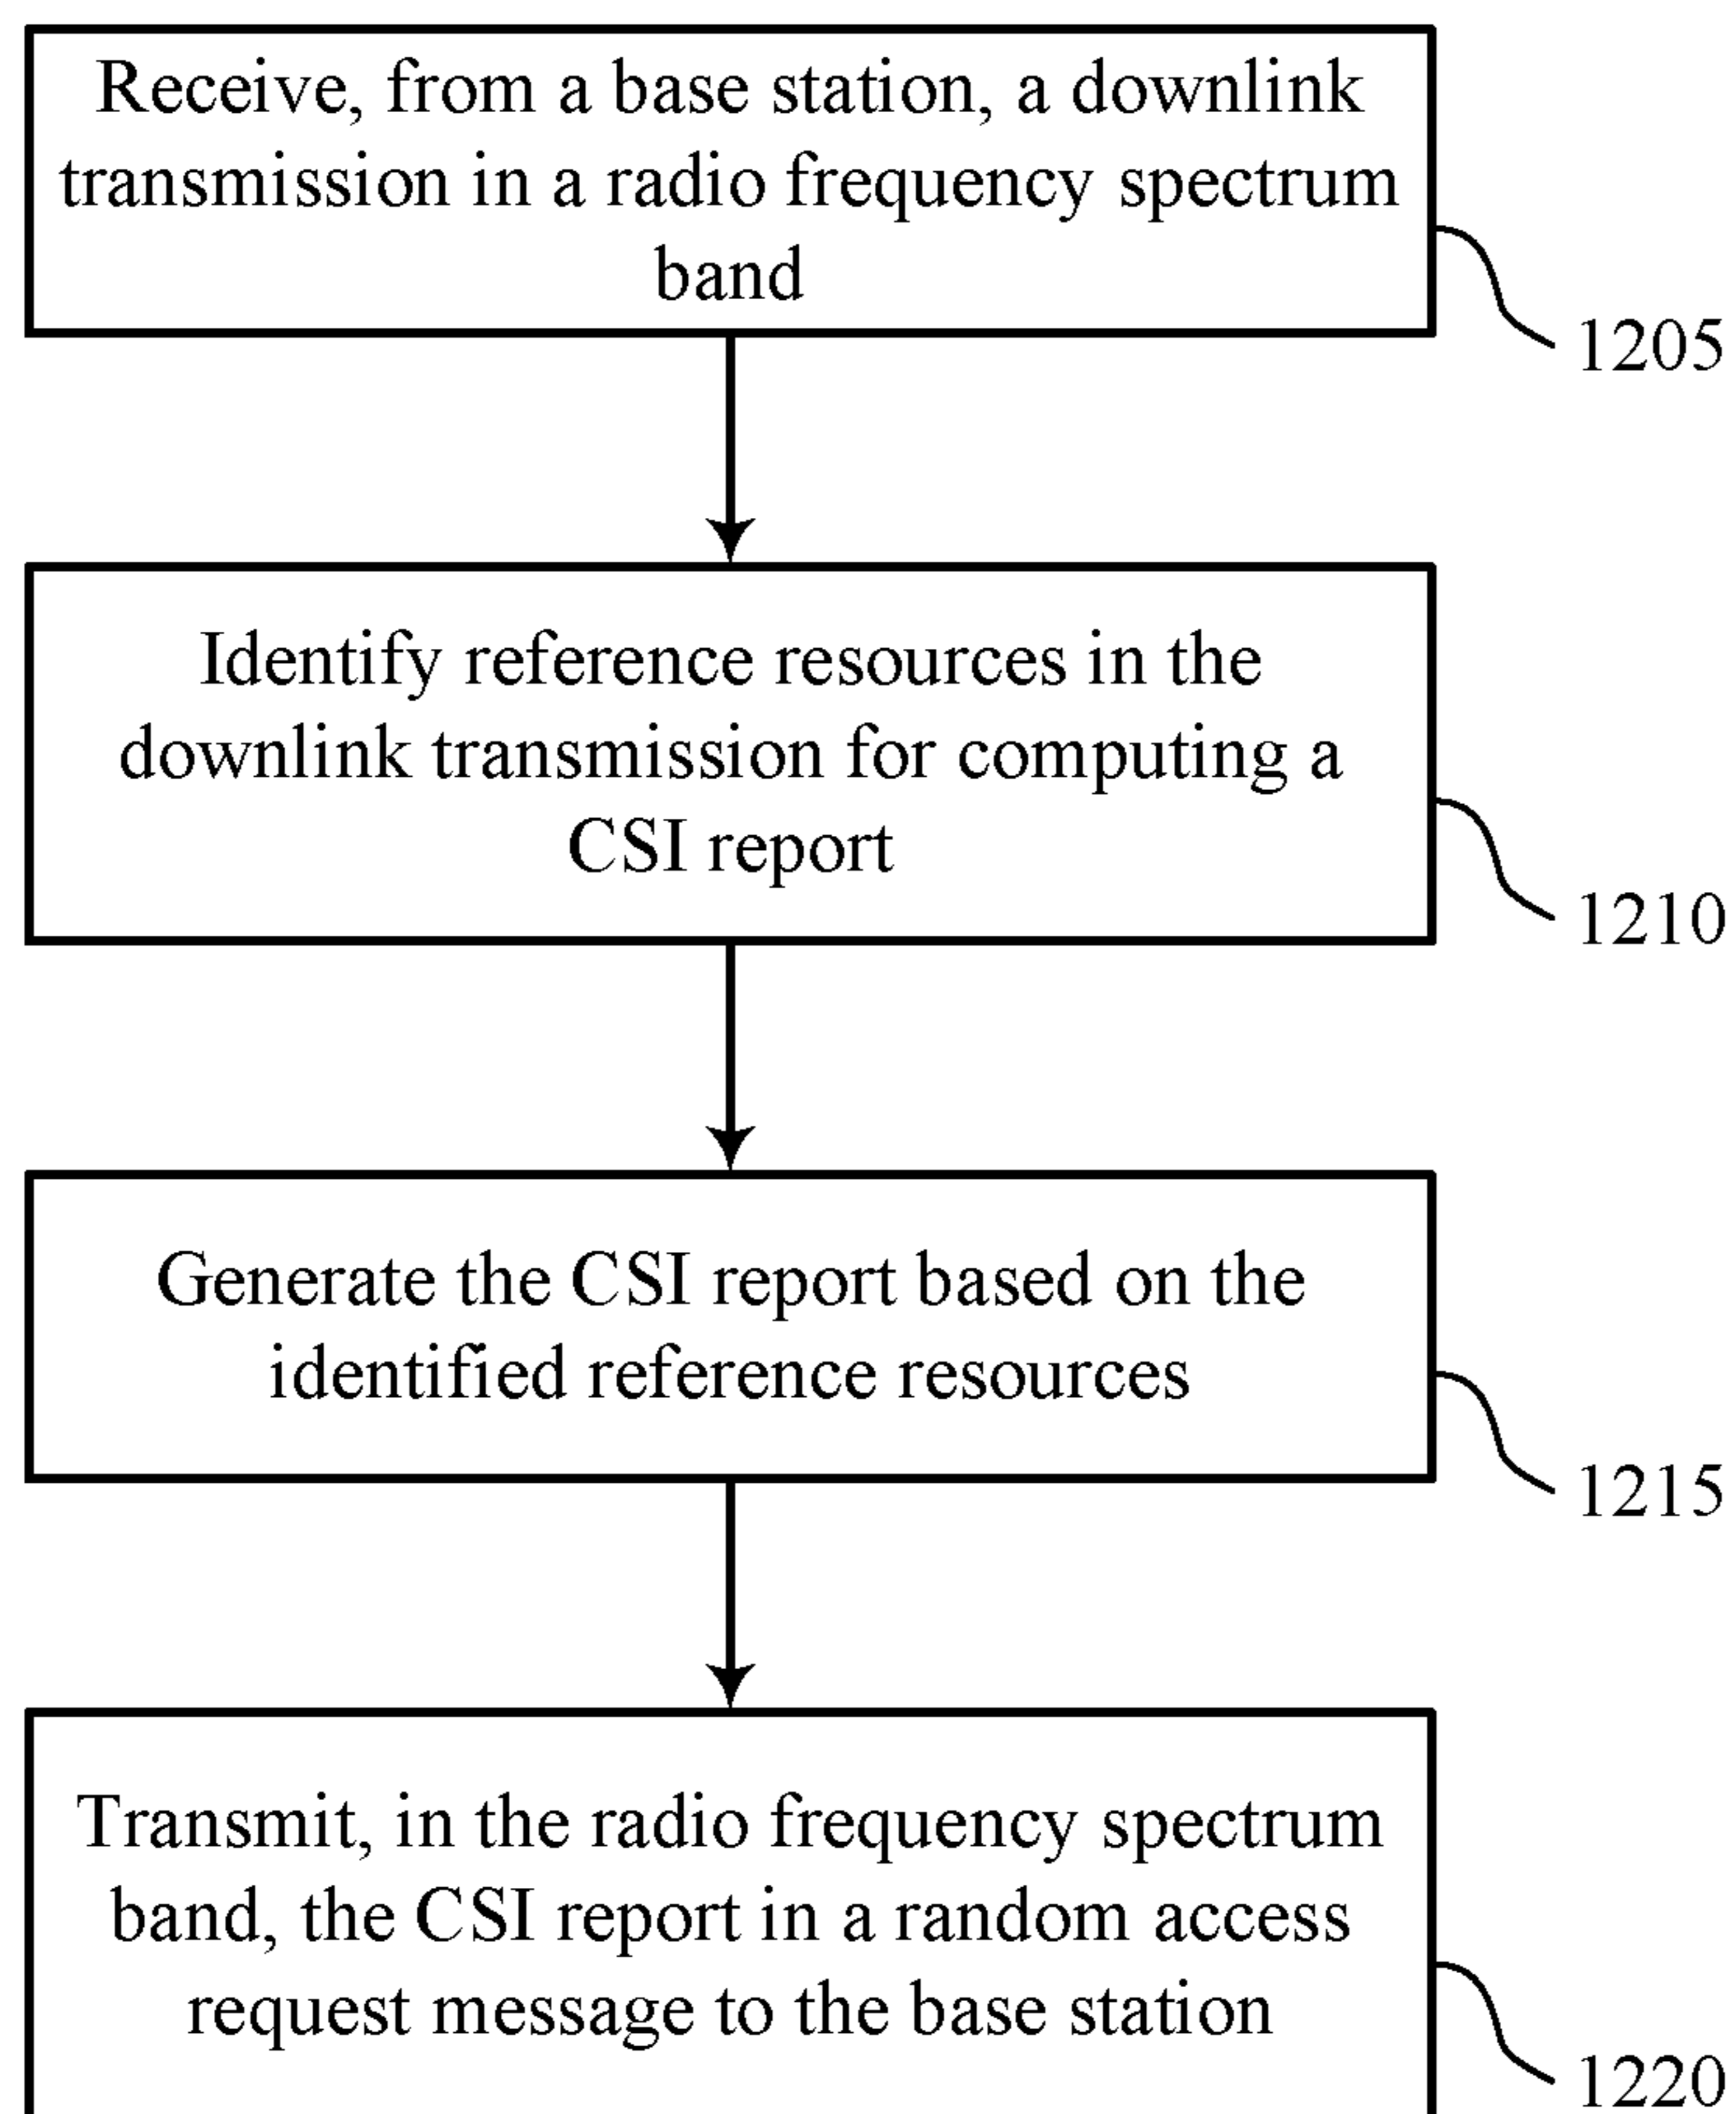 Receive, from a base station, a downlink
transmission in a radio frequency spectrum
band
1205
Identify reference resources in the
downlink transmission for computing a
CSI report
1210
Generate the CSI report based on the
identified reference resources
1215
Transmit, in the radio frequency spectrum
band, the CSI report in a random access
request message to the base station
1220